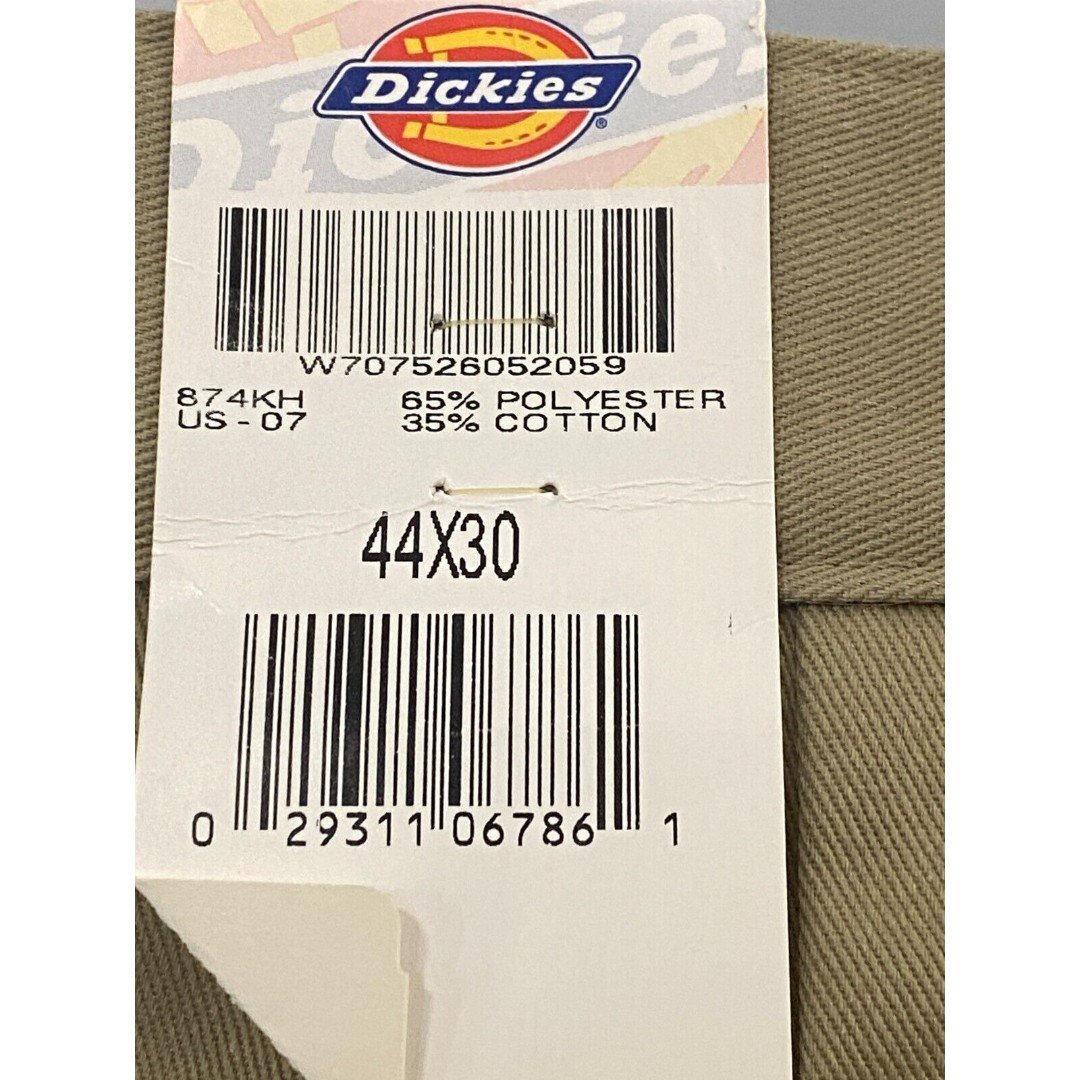 Dickies®
W707526052059
874KH 65% POLYESTER
US-07 35% COTTON
44X30
0 29311 06786 1